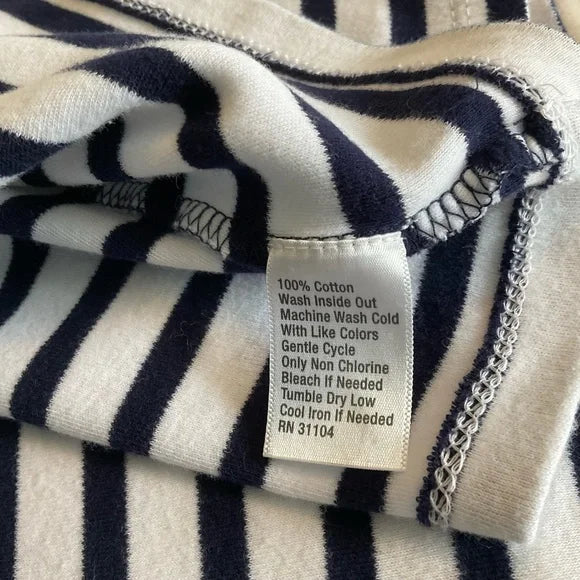 100% Cotton
Wash Inside Out
Machine Wash Cold
With Like Colors
Gentle Cycle
Only Non Chlorine
Bleach If Needed
Tumble Dry Low
Cool Iron If Needed
RN 31104